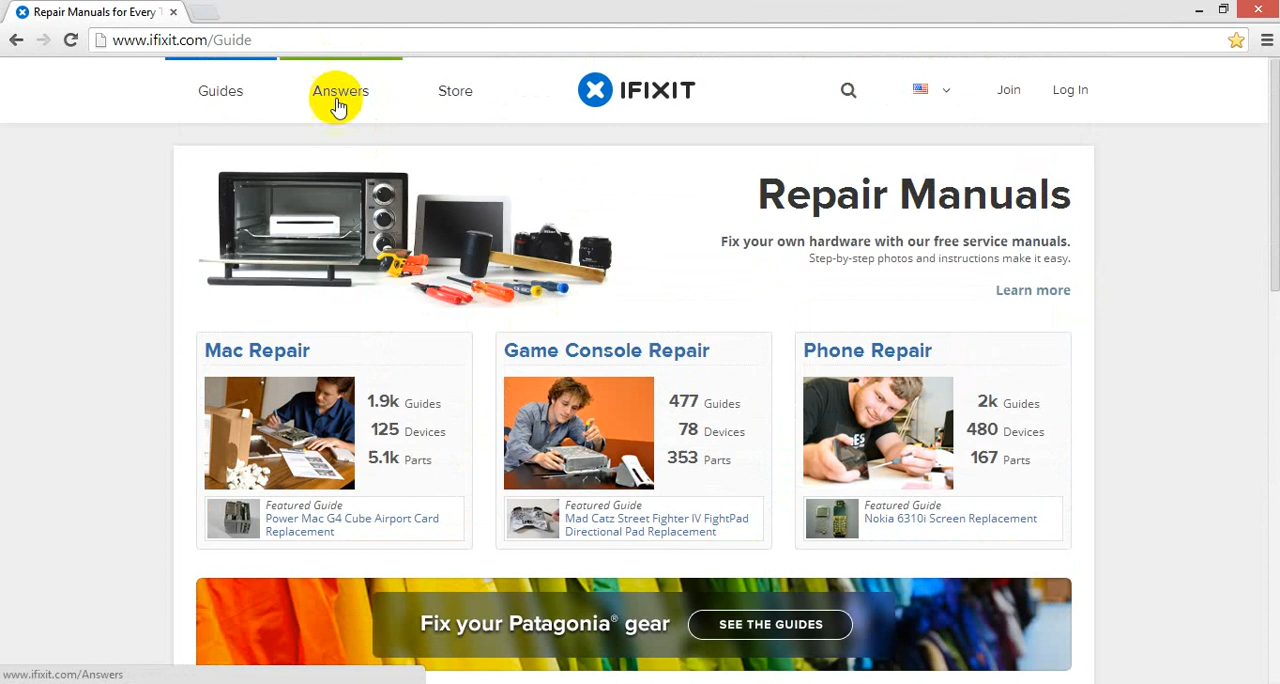 Repair Manuals for Every T
www.ifixit.com/Guide
Guides
Answers
Store
IFIXIT
Join
Log In
Repair Manuals
Fix your own hardware with our free service manuals.
Step-by-step photos and instructions make it easy.
Learn more
Mac Repair
1.9k Guides
125 Devices
5.1k Parts
Featured Guide
Power Mac G4 Cube Airport Card
Replacement
Game Console Repair
477 Guides
78 Devices
353 Parts
Featured Guide
Mad Catz Street Fighter IV FightPad
Directional Pad Replacement
Phone Repair
2k Guides
480 Devices
167 Parts
Featured Guide
Nokia 6310i Screen Replacement
Fix your Patagonia® gear
SEE THE GUIDES
www.ifixit.com/Answers